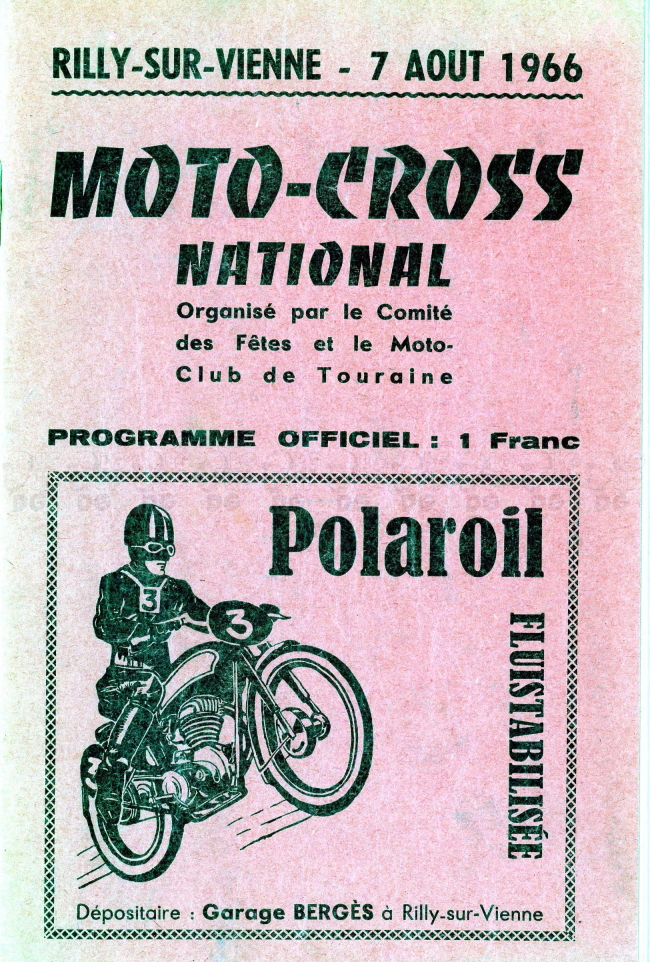 RILLY-SUR-VIENNE - 7 AOUT 1966
MOTO-CROSS
NATIONAL
Organisé par le Comité
des Fêtes et le Moto-
Club de Touraine
PROGRAMME OFFICIEL : 1 Franc
Polaroil
FLUISTABILISÉE
3
3
3
Dépositaire : Garage BERGÈS à Rilly-sur-Vienne